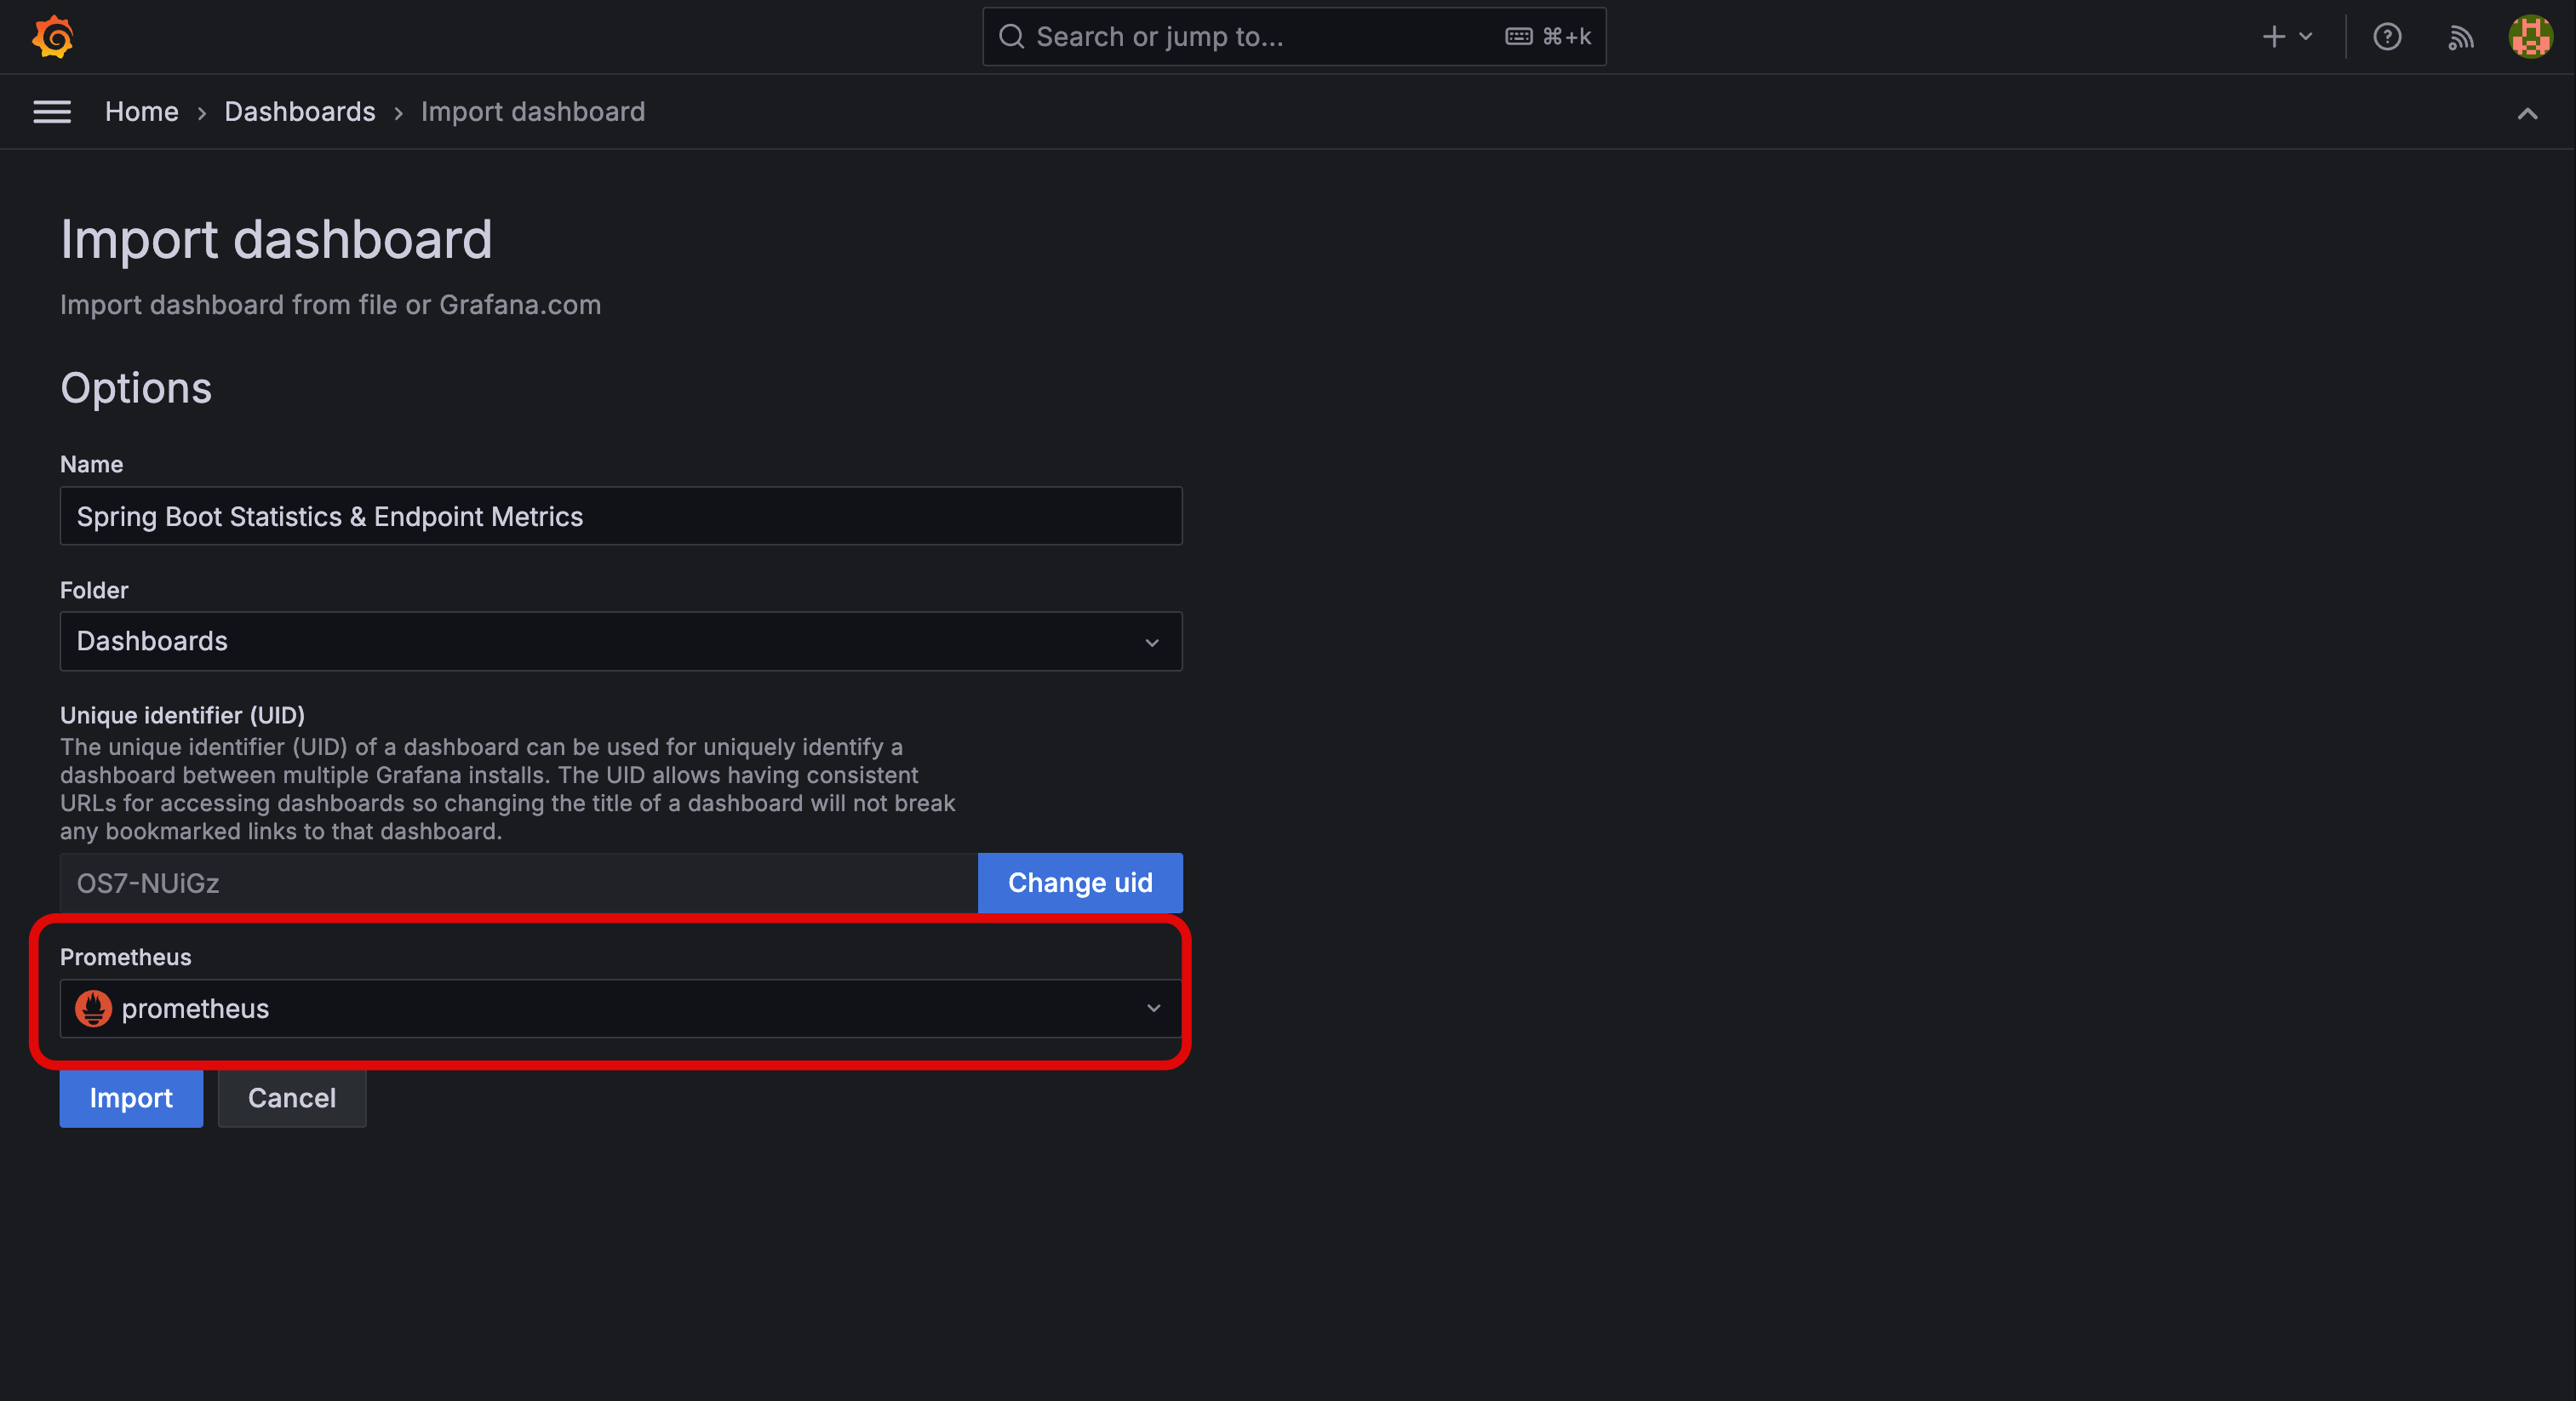 Search or jump to...
⌘+k
Home › Dashboards › Import dashboard
Import dashboard
Import dashboard from file or Grafana.com
Options
Name
Spring Boot Statistics & Endpoint Metrics
Folder
Dashboards
Unique identifier (UID)
The unique identifier (UID) of a dashboard can be used for uniquely identify a
dashboard between multiple Grafana installs. The UID allows having consistent
URLs for accessing dashboards so changing the title of a dashboard will not break
any bookmarked links to that dashboard.
OS7-NUiGz
Change uid
Prometheus
prometheus
Import
Cancel